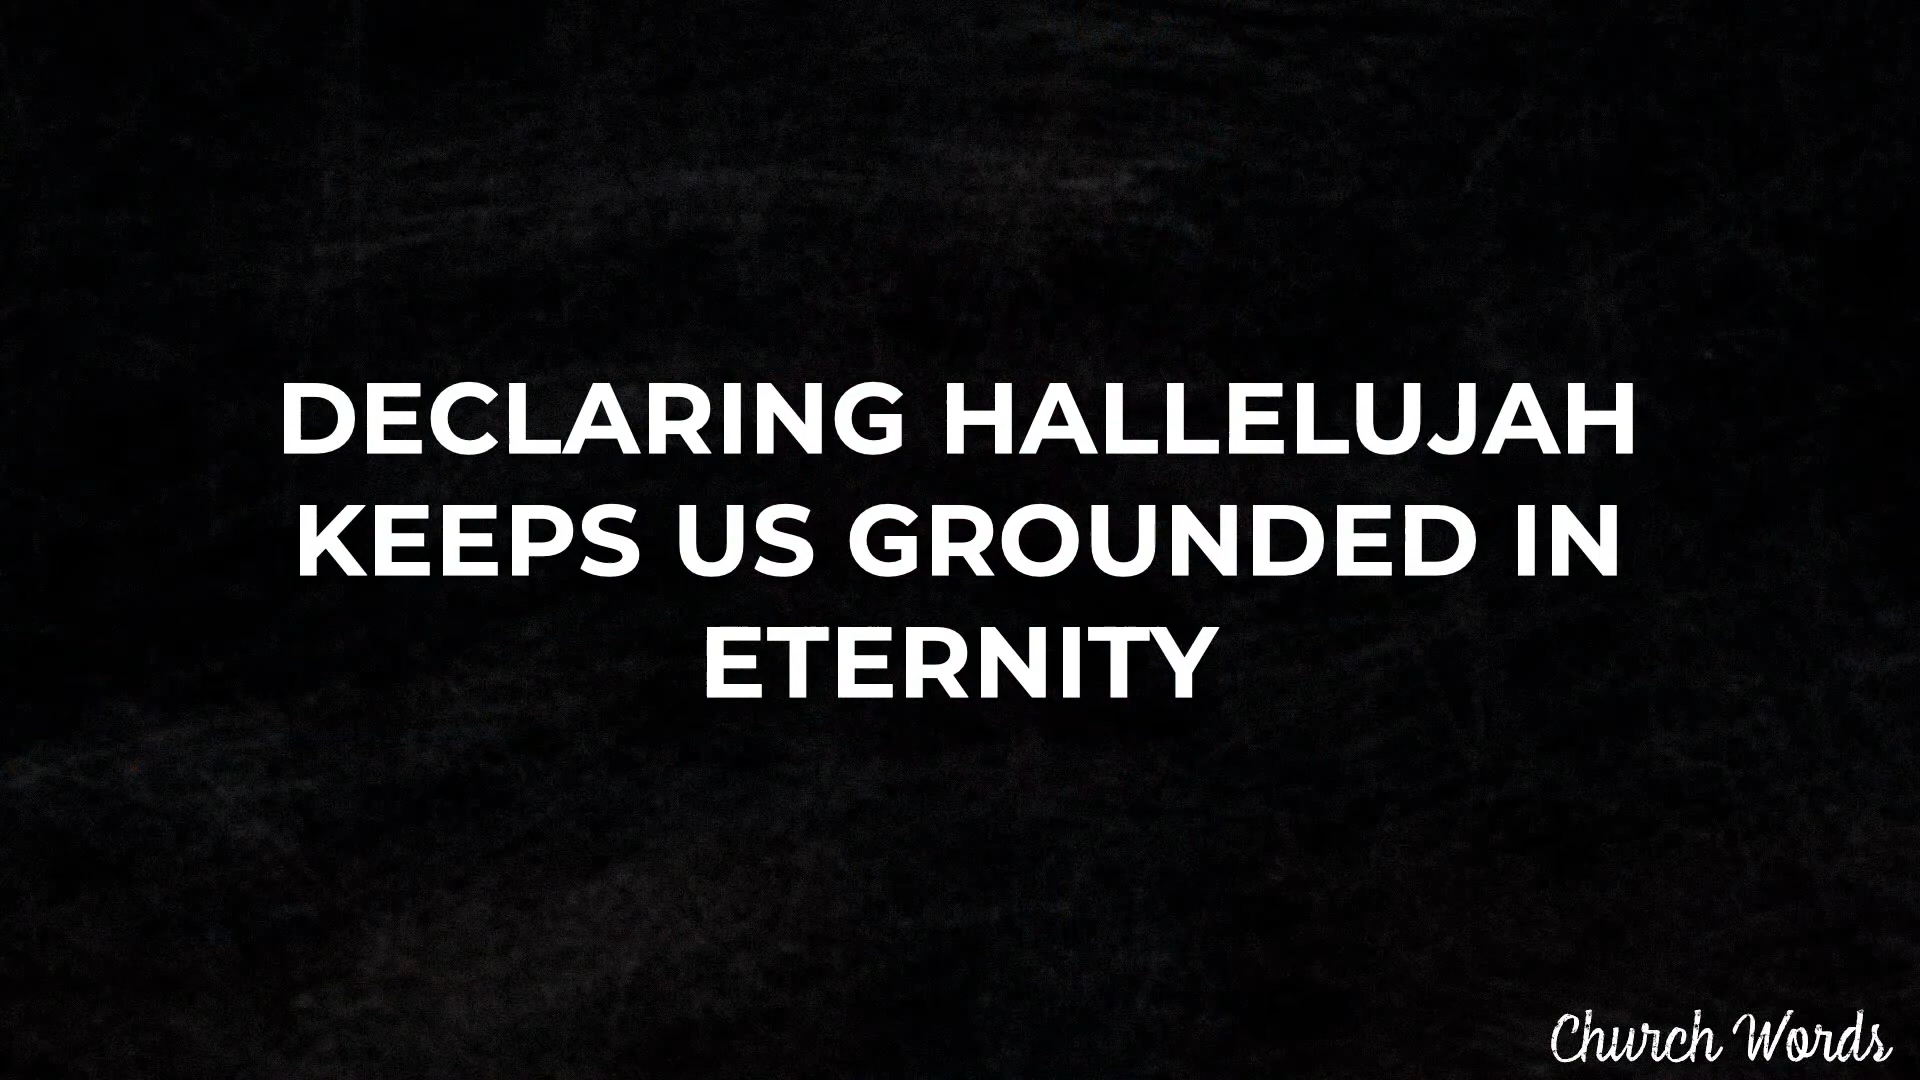 DECLARING HALLELUJAH
KEEPS US GROUNDED IN
ETERNITY
Church Words